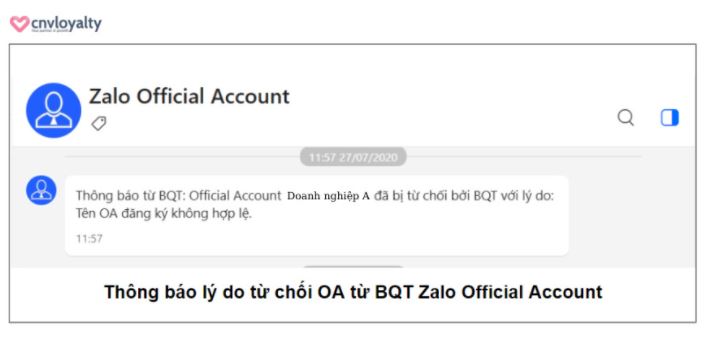 cnvloyalty
Zalo Official Account
11:57 27/07/2020
Thông báo từ BQT: Official Account Doanh nghiệp A đã bị từ chối bởi BQT với lý do:
Tên OA đăng ký không hợp lệ.
11:57
Thông báo lý do từ chối OA từ BQT Zalo Official Account